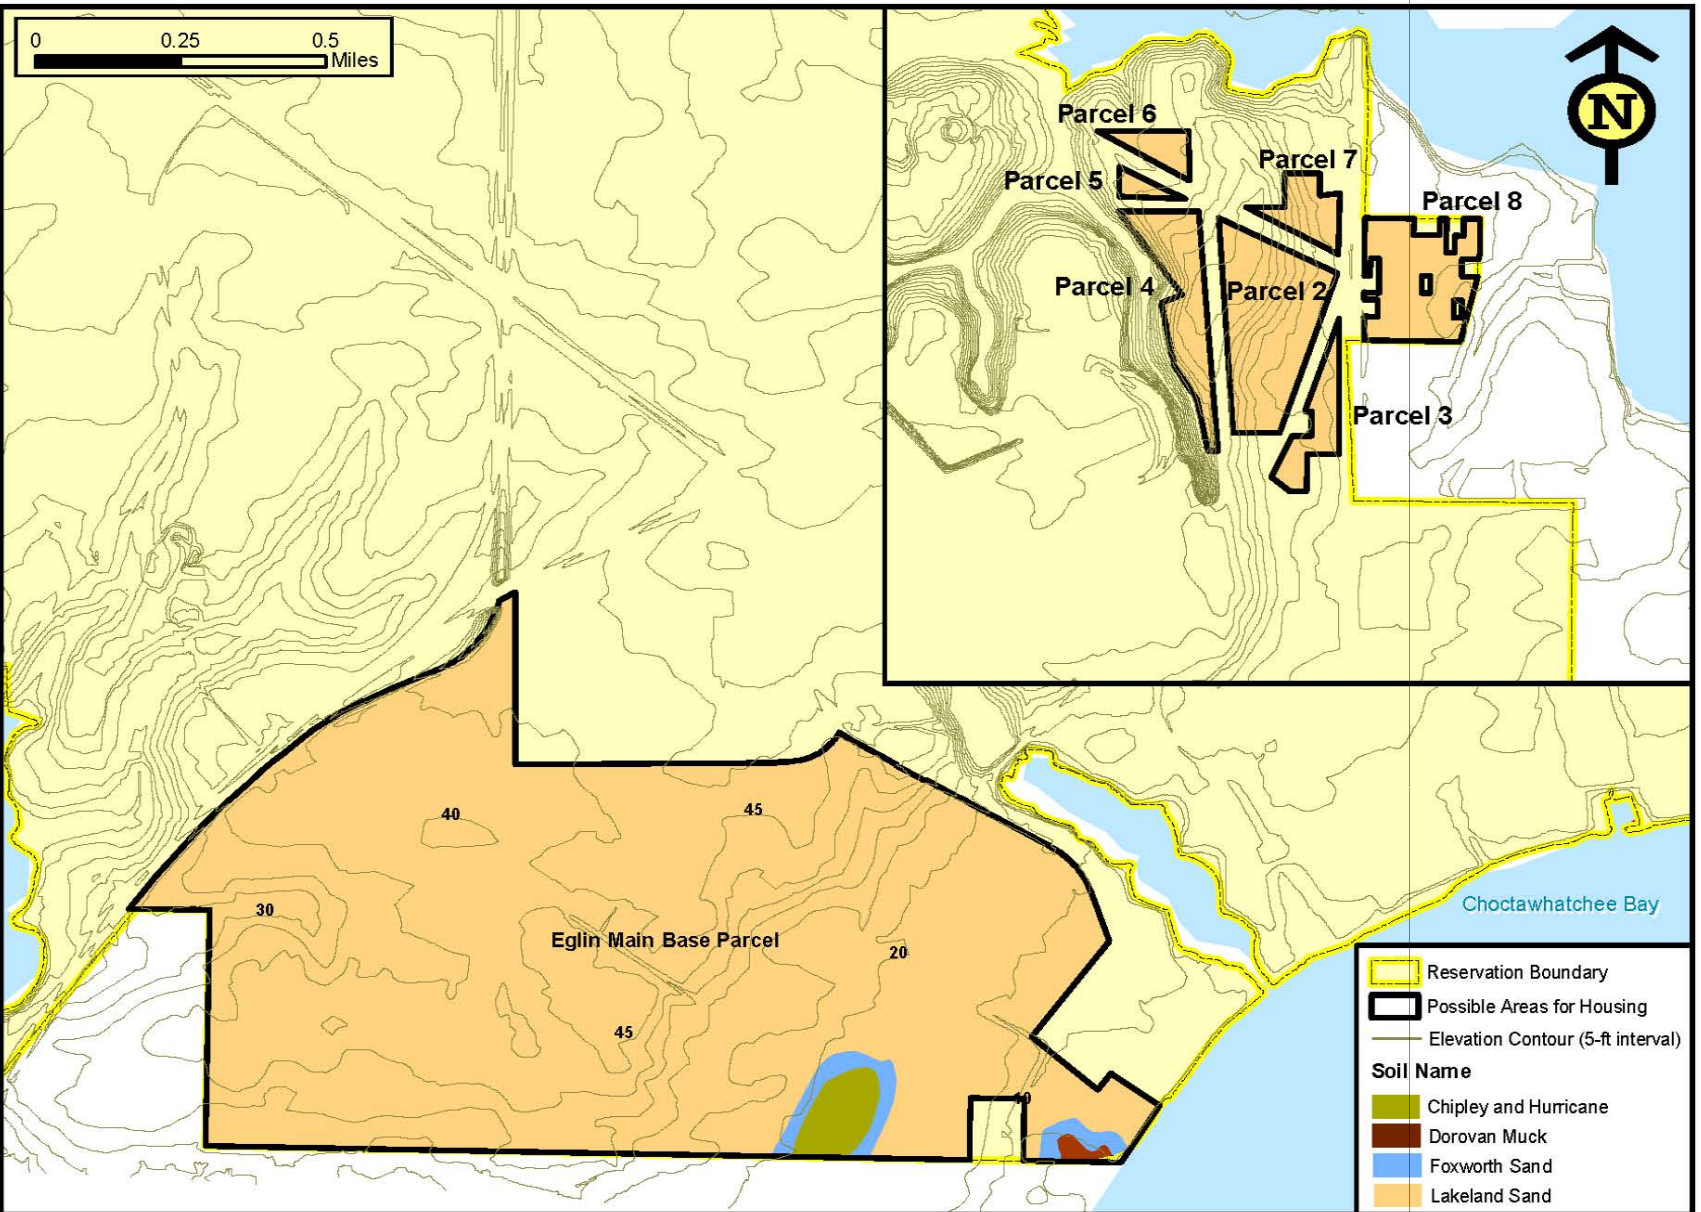 0 0.25 0.5
Miles
N
Parcel 6
Parcel 7
Parcel 5
Parcel 8
Parcel 4
Parcel 2
Parcel 3
40
45
30
Eglin Main Base Parcel
20
45
10
Choctawhatchee Bay
Reservation Boundary
Possible Areas for Housing
Elevation Contour (5-ft interval)
Soil Name
Chipley and Hurricane
Dorovan Muck
Foxworth Sand
Lakeland Sand